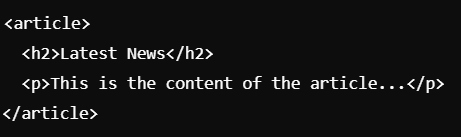 <article>
  <h2>Latest News</h2>
  <p>This is the content of the article...</p>
</article>